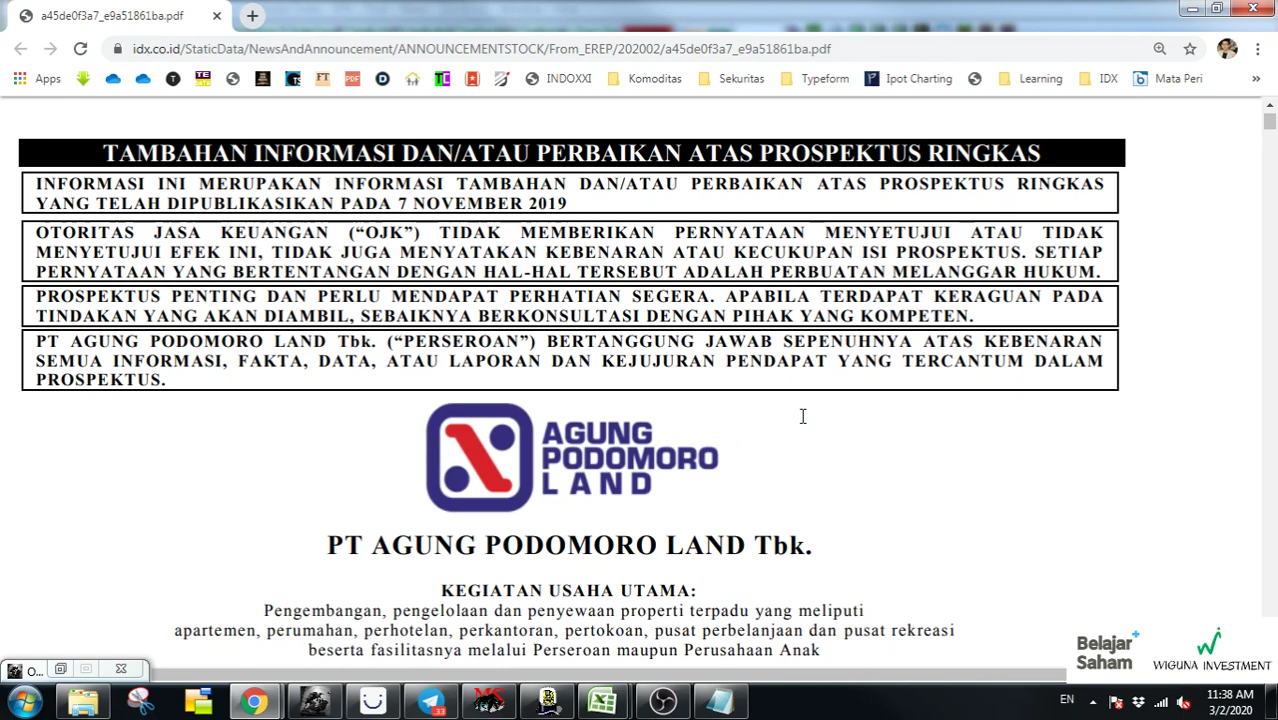 a45de0f3a7_e9a51861ba.pdf
idx.co.id/StaticData/NewsAndAnnouncement/ANNOUNCEMENTSTOCK/From_EREP/202002/a45de0f3a7_e9a51861ba.pdf
Apps T TE FT PDF INDOXXI Komoditas Sekuritas Typeform Ipot Charting Learning IDX Mata Peri »
TAMBAHAN INFORMASI DAN/ATAU PERBAIKAN ATAS PROSPEKTUS RINGKAS
INFORMASI INI MERUPAKAN INFORMASI TAMBAHAN DAN/ATAU PERBAIKAN ATAS PROSPEKTUS RINGKAS
YANG TELAH DIPUBLIKASIKAN PADA 7 NOVEMBER 2019
OTORITAS JASA KEUANGAN (“OJK”) TIDAK MEMBERIKAN PERNYATAAN MENYETUJUI ATAU TIDAK
MENYETUJUI EFEK INI, TIDAK JUGA MENYATAKAN KEBENARAN ATAU KECUKUPAN ISI PROSPEKTUS. SETIAP
PERNYATAAN YANG BERTENTANGAN DENGAN HAL-HAL TERSEBUT ADALAH PERBUATAN MELANGGAR HUKUM.
PROSPEKTUS PENTING DAN PERLU MENDAPAT PERHATIAN SEGERA. APABILA TERDAPAT KERAGUAN PADA
TINDAKAN YANG AKAN DIAMBIL, SEBAIKNYA BERKONSULTASI DENGAN PIHAK YANG KOMPETEN.
PT AGUNG PODOMORO LAND Tbk. (“PERSEROAN”) BERTANGGUNG JAWAB SEPENUHNYA ATAS KEBENARAN
SEMUA INFORMASI, FAKTA, DATA, ATAU LAPORAN DAN KEJUJURAN PENDAPAT YANG TERCANTUM DALAM
PROSPEKTUS.
AGUNG
PODOMORO
LAND
PT AGUNG PODOMORO LAND Tbk.
KEGIATAN USAHA UTAMA:
Pengembangan, pengelolaan dan penyewaan properti terpadu yang meliputi
apartemen, perumahan, perhotelan, perkantoran, pertokoan, pusat perbelanjaan dan pusat rekreasi
beserta fasilitasnya melalui Perseroan maupun Perusahaan Anak
Belajar+
Saham
WIGUNA INVESTMENT
O...
33
EN
11:38 AM
3/2/2020